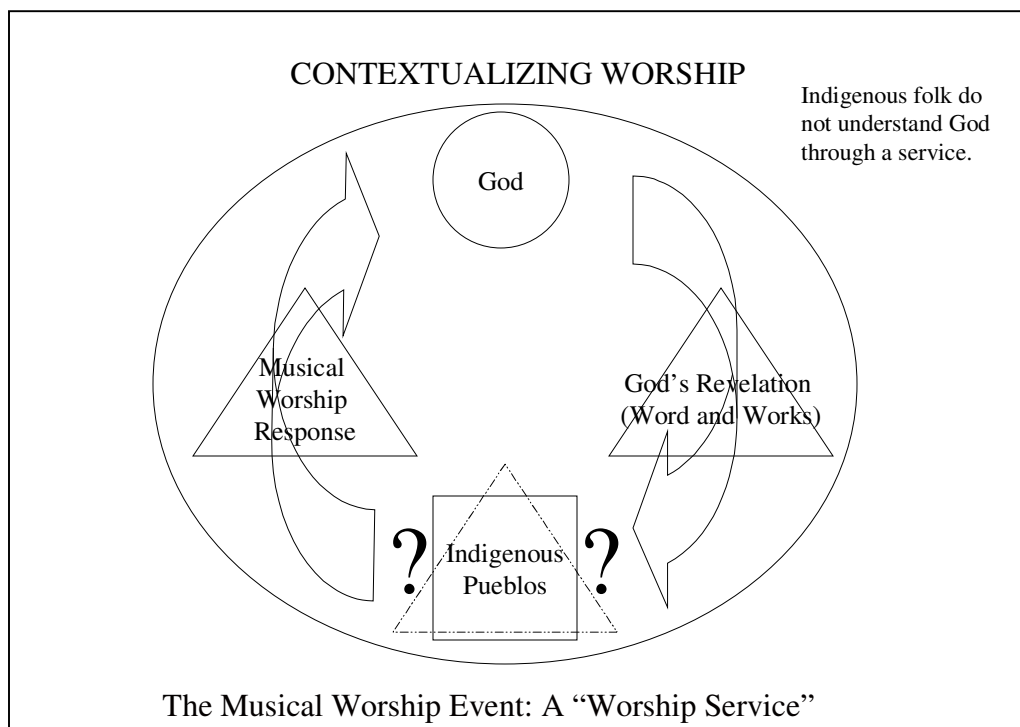 CONTEXTUALIZING WORSHIP
Indigenous folk do
not understand God
through a service.
God
Musical
Worship
Response
God’s Revelation
(Word and Works)
?
Indigenous
Pueblos
?
The Musical Worship Event: A “Worship Service”